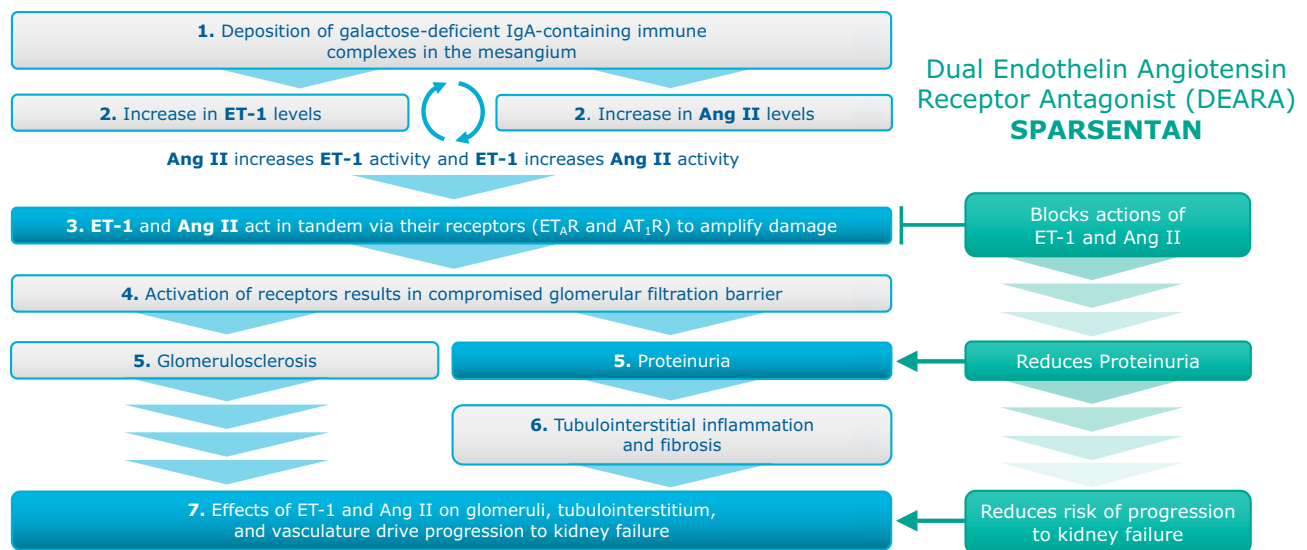 1. Deposition of galactose-deficient IgA-containing immune
complexes in the mesangium
Dual Endothelin Angiotensin
Receptor Antagonist (DEARA)
SPARSENTAN
2. Increase in ET-1 levels
2. Increase in Ang II levels
Ang II increases ET-1 activity and ET-1 increases Ang II activity
3. ET-1 and Ang II act in tandem via their receptors (ETAR and AT1R) to amplify damage
Blocks actions of
ET-1 and Ang II
4. Activation of receptors results in compromised glomerular filtration barrier
5. Glomerulosclerosis
5. Proteinuria
Reduces Proteinuria
6. Tubulointerstitial inflammation
and fibrosis
7. Effects of ET-1 and Ang II on glomeruli, tubulointerstitium,
and vasculature drive progression to kidney failure
Reduces risk of progression
to kidney failure